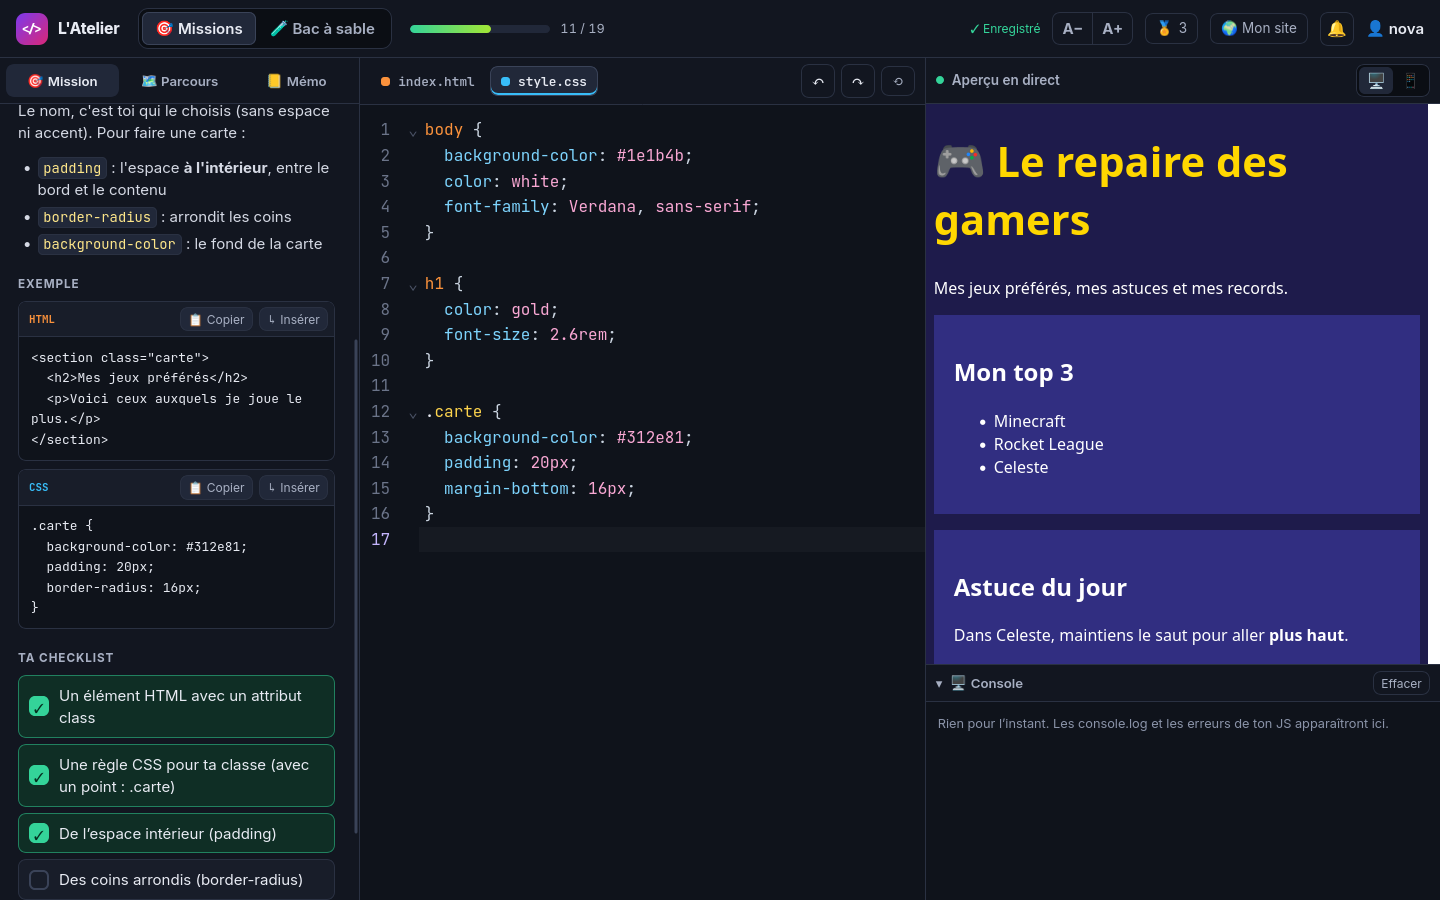 </> L'Atelier
🎯 Missions
🧪 Bac à sable
11 / 19
✓ Enregistré
A−
A+
🏅 3
🌍 Mon site
🔔
👤 nova
🎯 Mission
🗺️ Parcours
📒 Mémo
Le nom, c'est toi qui le choisis (sans espace
ni accent). Pour faire une carte :
• padding : l'espace à l'intérieur, entre le
bord et le contenu
• border-radius : arrondit les coins
• background-color : le fond de la carte
EXEMPLE
HTML
📋 Copier
↳ Insérer
<section class="carte">
<h2>Mes jeux préférés</h2>
<p>Voici ceux auxquels je joue le
plus.</p>
</section>
CSS
📋 Copier
↳ Insérer
.carte {
background-color: #312e81;
padding: 20px;
border-radius: 16px;
}
TA CHECKLIST
✓ Un élément HTML avec un attribut
class
✓ Une règle CSS pour ta classe (avec
un point : .carte)
✓ De l'espace intérieur (padding)
Des coins arrondis (border-radius)
index.html
style.css
1 body {
2 background-color: #1e1b4b;
3 color: white;
4 font-family: Verdana, sans-serif;
5 }
6
7 h1 {
8 color: gold;
9 font-size: 2.6rem;
10 }
11
12 .carte {
13 background-color: #312e81;
14 padding: 20px;
15 margin-bottom: 16px;
16 }
17
Aperçu en direct
🎮 Le repaire des
gamers
Mes jeux préférés, mes astuces et mes records.
Mon top 3
• Minecraft
• Rocket League
• Celeste
Astuce du jour
Dans Celeste, maintiens le saut pour aller plus haut.
▾ 🖥️ Console
Effacer
Rien pour l'instant. Les console.log et les erreurs de ton JS apparaîtront ici.